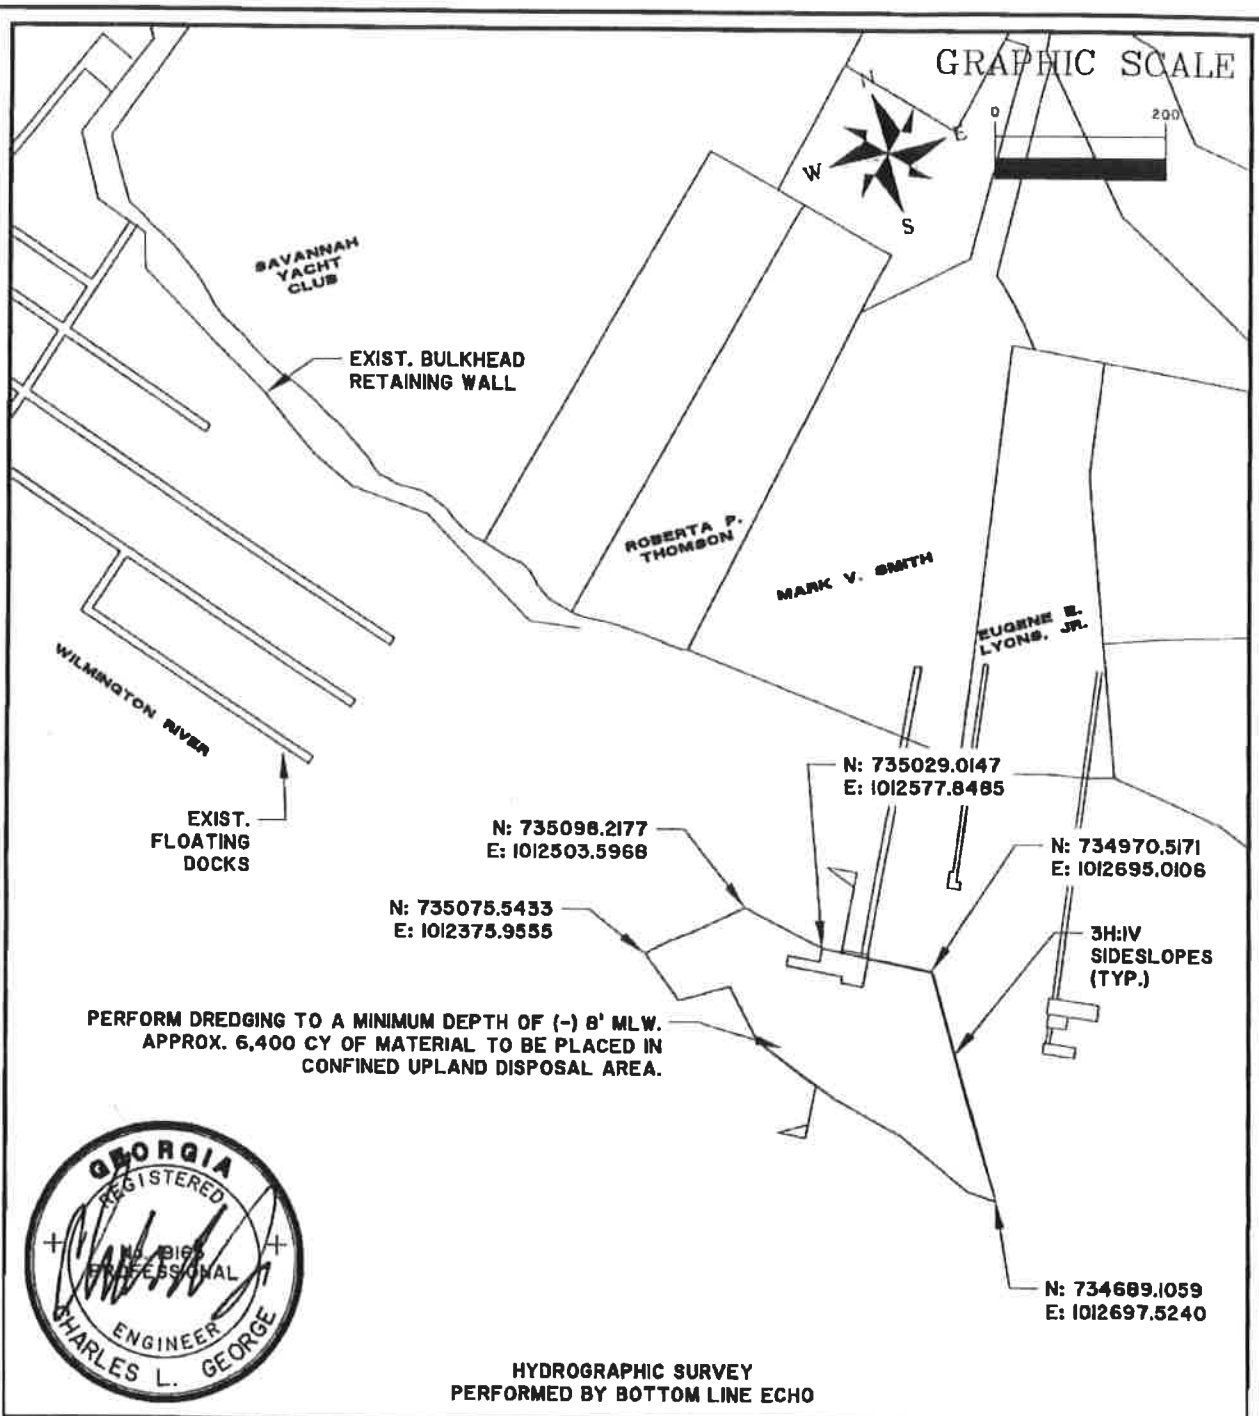 GRAPHIC SCALE
0 200
N
E
W
S
SAVANNAH
YACHT
CLUB
EXIST. BULKHEAD
RETAINING WALL
ROBERTA P.
THOMSON
MARK V. SMITH
EUGENE E.
LYONS, JR.
WILMINGTON RIVER
EXIST.
FLOATING
DOCKS
N: 735029.0147
E: 1012577.8485
N: 735098.2177
E: 1012503.5968
N: 734970.5171
E: 1012695.0106
N: 735075.5433
E: 1012375.9555
3H:1V
SIDESLOPES
(TYP.)
PERFORM DREDGING TO A MINIMUM DEPTH OF (-) 8' MLW.
APPROX. 6,400 CY OF MATERIAL TO BE PLACED IN
CONFINED UPLAND DISPOSAL AREA.
GEORGIA
REGISTERED
No.
PROFESSIONAL
ENGINEER
CHARLES L. GEORGE
N: 734689.1059
E: 1012697.5240
HYDROGRAPHIC SURVEY
PERFORMED BY BOTTOM LINE ECHO